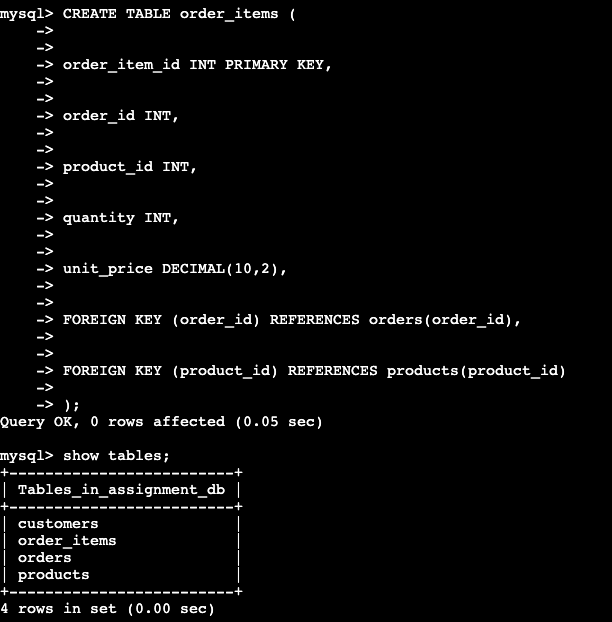 mysql> CREATE TABLE order_items (
    ->
    ->
    -> order_item_id INT PRIMARY KEY,
    ->
    ->
    -> order_id INT,
    ->
    ->
    -> product_id INT,
    ->
    ->
    -> quantity INT,
    ->
    ->
    -> unit_price DECIMAL(10,2),
    ->
    ->
    -> FOREIGN KEY (order_id) REFERENCES orders(order_id),
    ->
    ->
    -> FOREIGN KEY (product_id) REFERENCES products(product_id)
    ->
    -> );
Query OK, 0 rows affected (0.05 sec)

mysql> show tables;
+-------------------------+
| Tables_in_assignment_db |
+-------------------------+
| customers               |
| order_items             |
| orders                  |
| products                |
+-------------------------+
4 rows in set (0.00 sec)